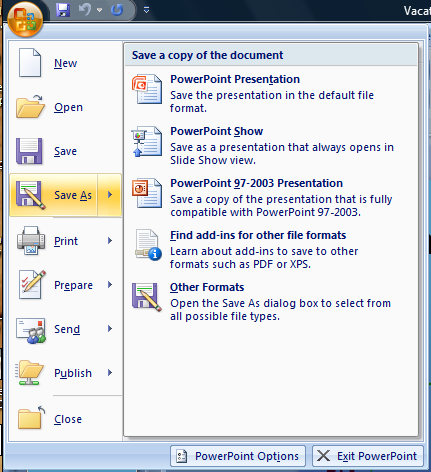 Vaca
New
Open
Save
Save As
Print
Prepare
Send
Publish
Close
Save a copy of the document
PowerPoint Presentation
Save the presentation in the default file
format.
PowerPoint Show
Save as a presentation that always opens in
Slide Show view.
PowerPoint 97-2003 Presentation
Save a copy of the presentation that is fully
compatible with PowerPoint 97-2003.
Find add-ins for other file formats
Learn about add-ins to save to other
formats such as PDF or XPS.
Other Formats
Open the Save As dialog box to select from
all possible file types.
PowerPoint Options
Exit PowerPoint